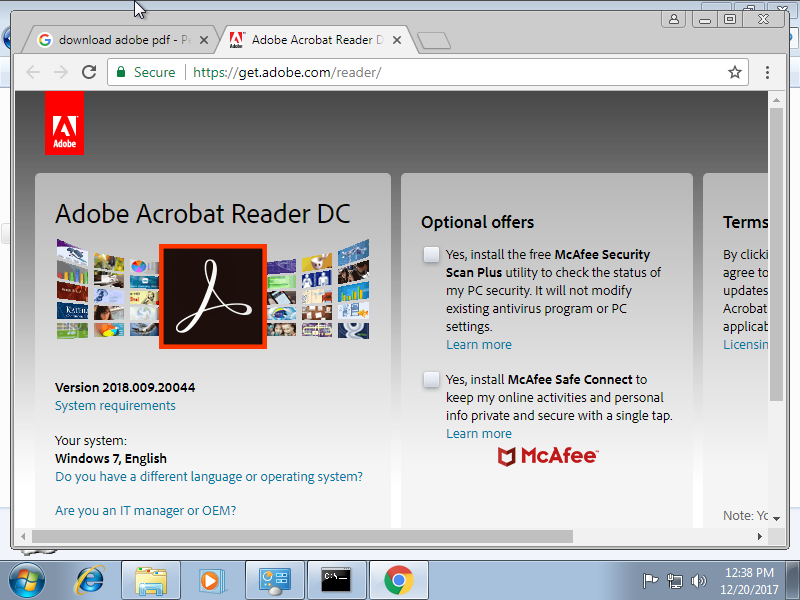 download adobe pdf - P
Adobe Acrobat Reader D
Secure
https://get.adobe.com/reader/
Adobe
Adobe Acrobat Reader DC
Version 2018.009.20044
System requirements
Your system:
Windows 7, English
Do you have a different language or operating system?
Are you an IT manager or OEM?
Optional offers
Yes, install the free McAfee Security
Scan Plus utility to check the status of
my PC security. It will not modify
existing antivirus program or PC
settings.
Learn more
Yes, install McAfee Safe Connect to
keep my online activities and personal
info private and secure with a single tap.
Learn more
McAfee
Terms
By clicki
agree to
updates
Acrobat
applicab
Licensin
Note: Yo
C:\.
12:38 PM
12/20/2017